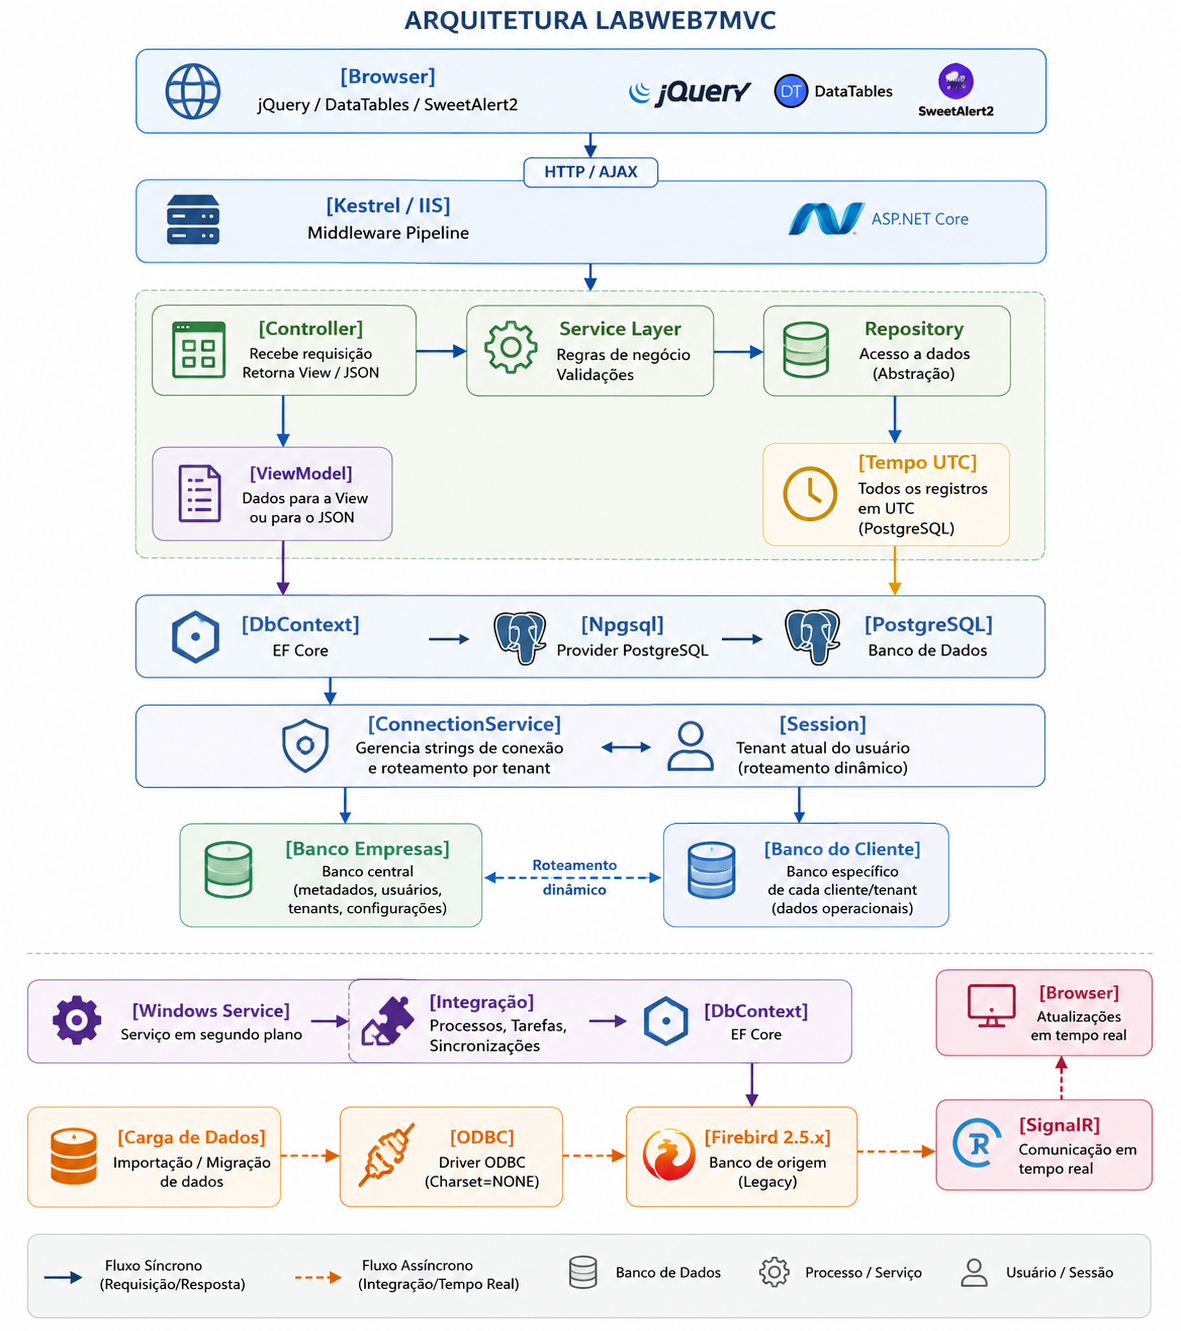 ARQUITETURA LABWEB7MVC
[Browser]
jQuery / DataTables / SweetAlert2
jQuery
DT
DataTables
SweetAlert2
HTTP / AJAX
[Kestrel / IIS]
Middleware Pipeline
ASP.NET Core
[Controller]
Recebe requisição
Retorna View / JSON
Service Layer
Regras de negócio
Validações
Repository
Acesso a dados
(Abstração)
[ViewModel]
Dados para a View
ou para o JSON
[Tempo UTC]
Todos os registros
em UTC
(PostgreSQL)
[DbContext]
EF Core
[Npgsql]
Provider PostgreSQL
[PostgreSQL]
Banco de Dados
[ConnectionService]
Gerencia strings de conexão
e roteamento por tenant
[Session]
Tenant atual do usuário
(roteamento dinâmico)
[Banco Empresas]
Banco central
(metadados, usuários,
tenants, configurações)
Roteamento
dinâmico
[Banco do Cliente]
Banco específico
de cada cliente/tenant
(dados operacionais)
[Windows Service]
Serviço em segundo plano
[Integração]
Processos, Tarefas,
Sincronizações
[DbContext]
EF Core
[Browser]
Atualizações
em tempo real
[Carga de Dados]
Importação / Migração
de dados
[ODBC]
Driver ODBC
(Charset=NONE)
[Firebird 2.5.x]
Banco de origem
(Legacy)
[SignalR]
Comunicação em
tempo real
Fluxo Síncrono
(Requisição/Resposta)
Fluxo Assíncrono
(Integração/Tempo Real)
Banco de Dados
Processo / Serviço
Usuário / Sessão